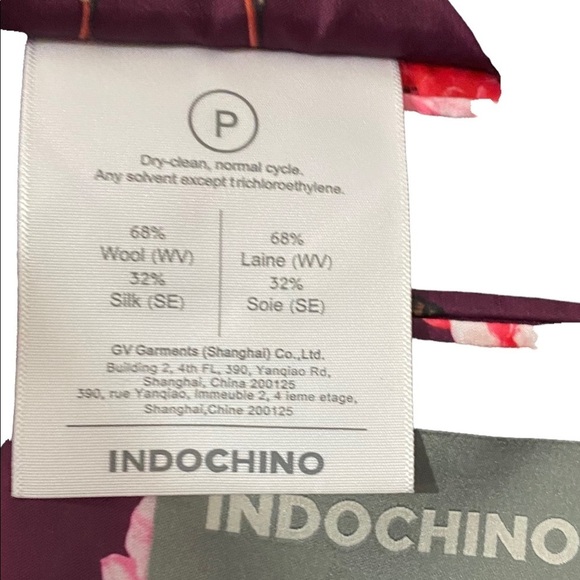 P
Dry-clean, normal cycle.
Any solvent except trichloroethylene.
68%
Wool (WV)
32%
Silk (SE)
68%
Laine (WV)
32%
Soie (SE)
GV Garments (Shanghai) Co.,Ltd.
Building 2, 4th FL, 390, Yanqiao Rd,
Shanghai, China 200125
390, rue Yanqiao, Immeuble 2, 4 ieme etage,
Shanghai,Chine 200125
INDOCHINO
INDOCHINO